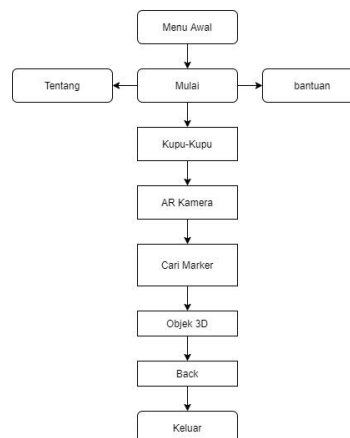 Menu Awal
Tentang
Mulai
bantuan
Kupu-Kupu
AR Kamera
Cari Marker
Objek 3D
Back
Keluar